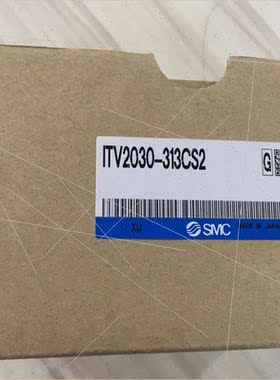 ITV2030-313CS2
G
XU
SMC
MADE IN JAPAN